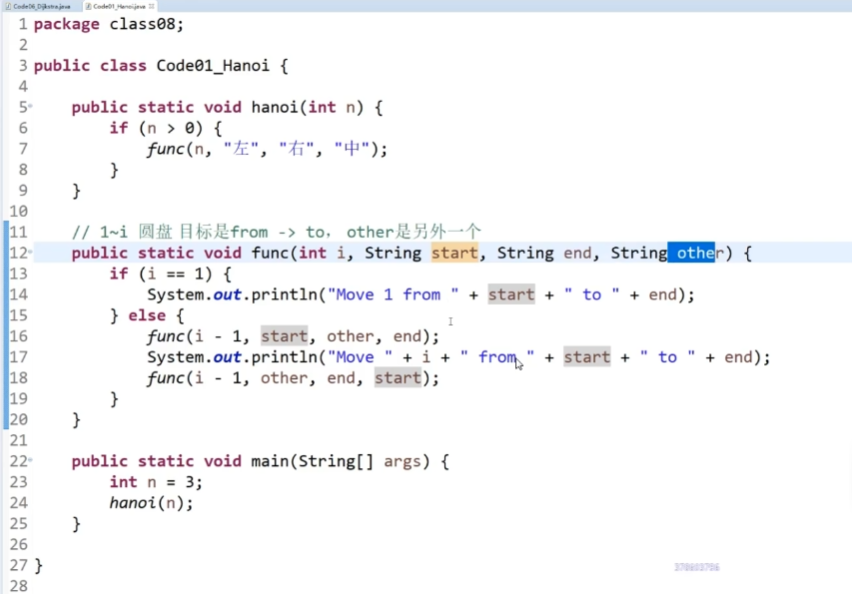 Code06_Dijkstra.java Code01_Hanoi.java
1 package class08;
2
3 public class Code01_Hanoi {
4
5 public static void hanoi(int n) {
6 if (n > 0) {
7 func(n, "左", "右", "中");
8 }
9 }
10
11 // 1~i 圆盘 目标是from -> to, other是另外一个
12 public static void func(int i, String start, String end, String other) {
13 if (i == 1) {
14 System.out.println("Move 1 from " + start + " to " + end);
15 } else {
16 func(i - 1, start, other, end);
17 System.out.println("Move " + i + " from " + start + " to " + end);
18 func(i - 1, other, end, start);
19 }
20 }
21
22 public static void main(String[] args) {
23 int n = 3;
24 hanoi(n);
25 }
26
27 }
28